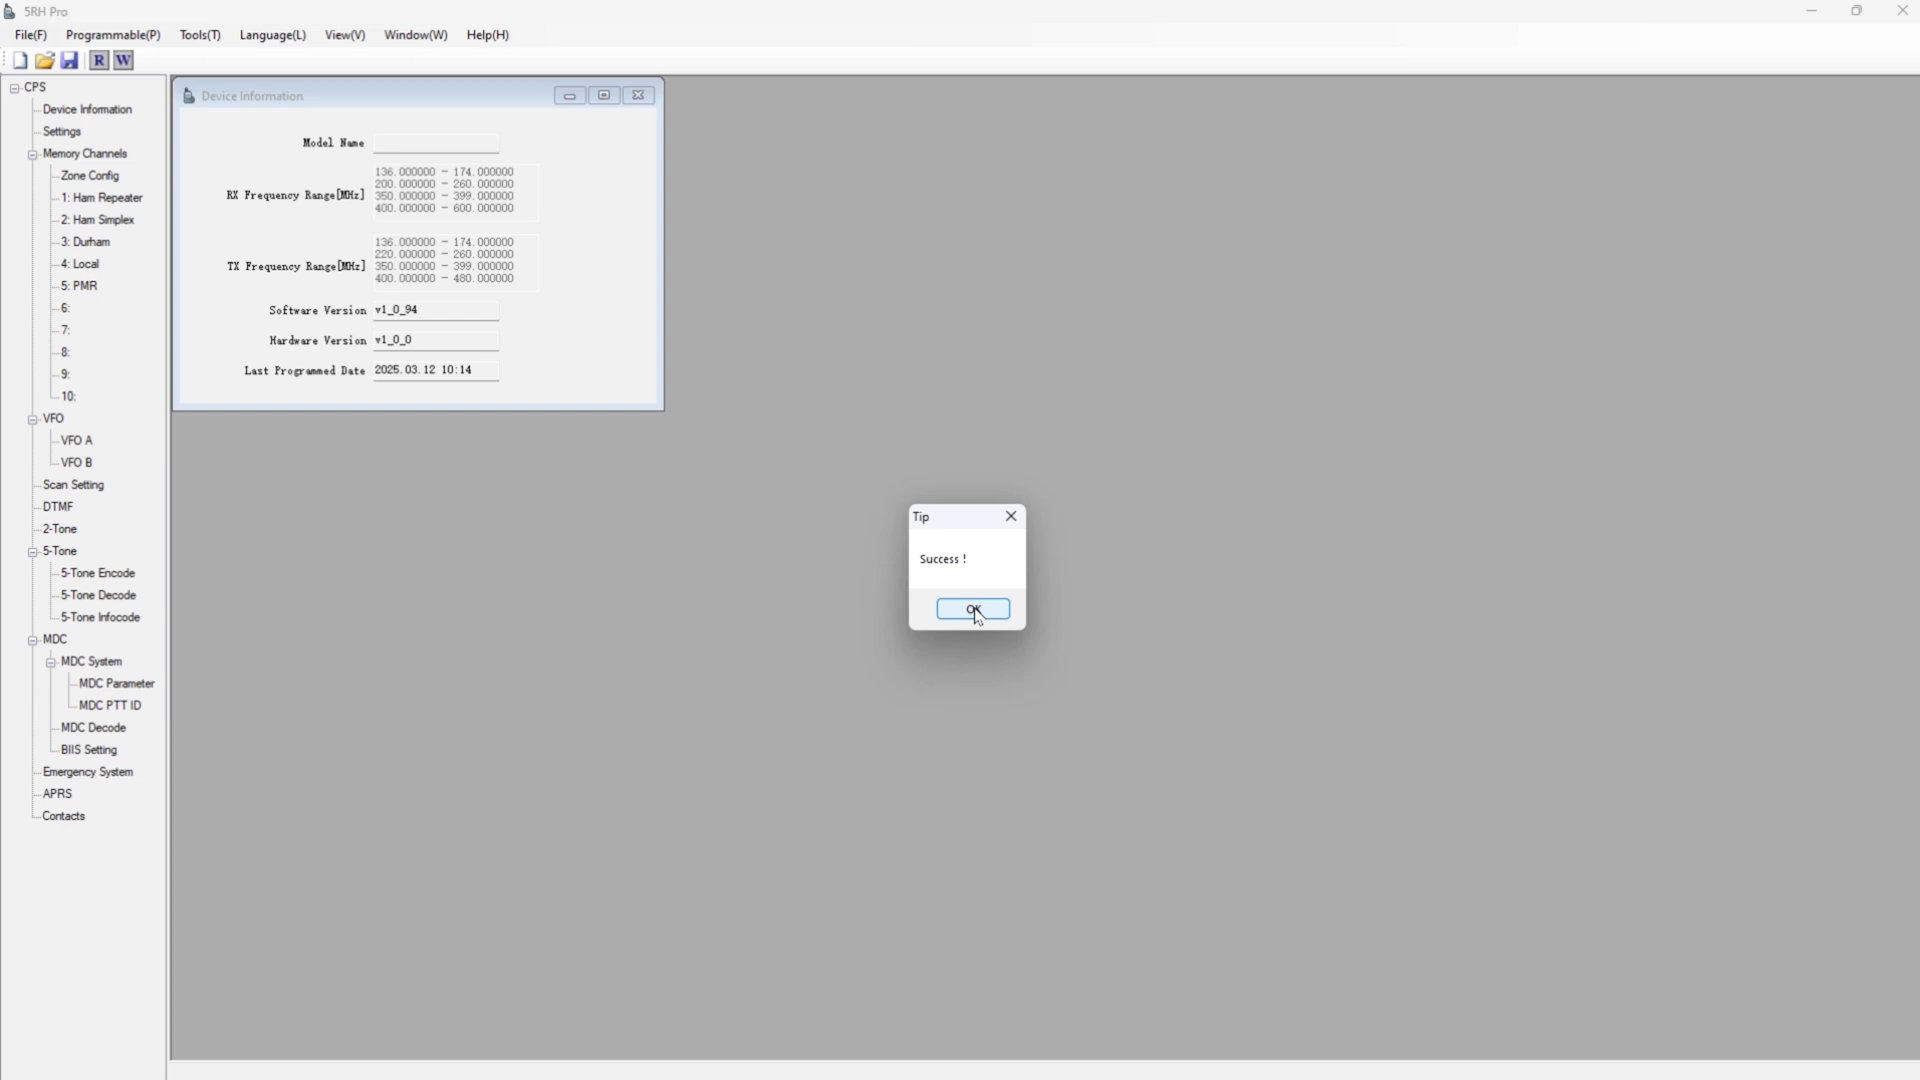 5RH Pro
File(F) Programmable(P) Tools(T) Language(L) View(V) Window(W) Help(H)
R W
CPS
Device Information
Settings
Memory Channels
Zone Config
1: Ham Repeater
2: Ham Simplex
3: Durham
4: Local
5: PMR
6:
7:
8:
9:
10:
VFO
VFO A
VFO B
Scan Setting
DTMF
2-Tone
5-Tone
5-Tone Encode
5-Tone Decode
5-Tone Infocode
MDC
MDC System
MDC Parameter
MDC PTT ID
MDC Decode
BIIS Setting
Emergency System
APRS
Contacts
Device Information
Model Name
RX Frequency Range[MHz]
136.000000 - 174.000000
200.000000 - 260.000000
350.000000 - 399.000000
400.000000 - 600.000000
TX Frequency Range[MHz]
136.000000 - 174.000000
220.000000 - 260.000000
350.000000 - 399.000000
400.000000 - 480.000000
Software Version v1_0_94
Hardware Version v1_0_0
Last Programmed Date 2025.03.12 10:14
Tip
Success !
OK